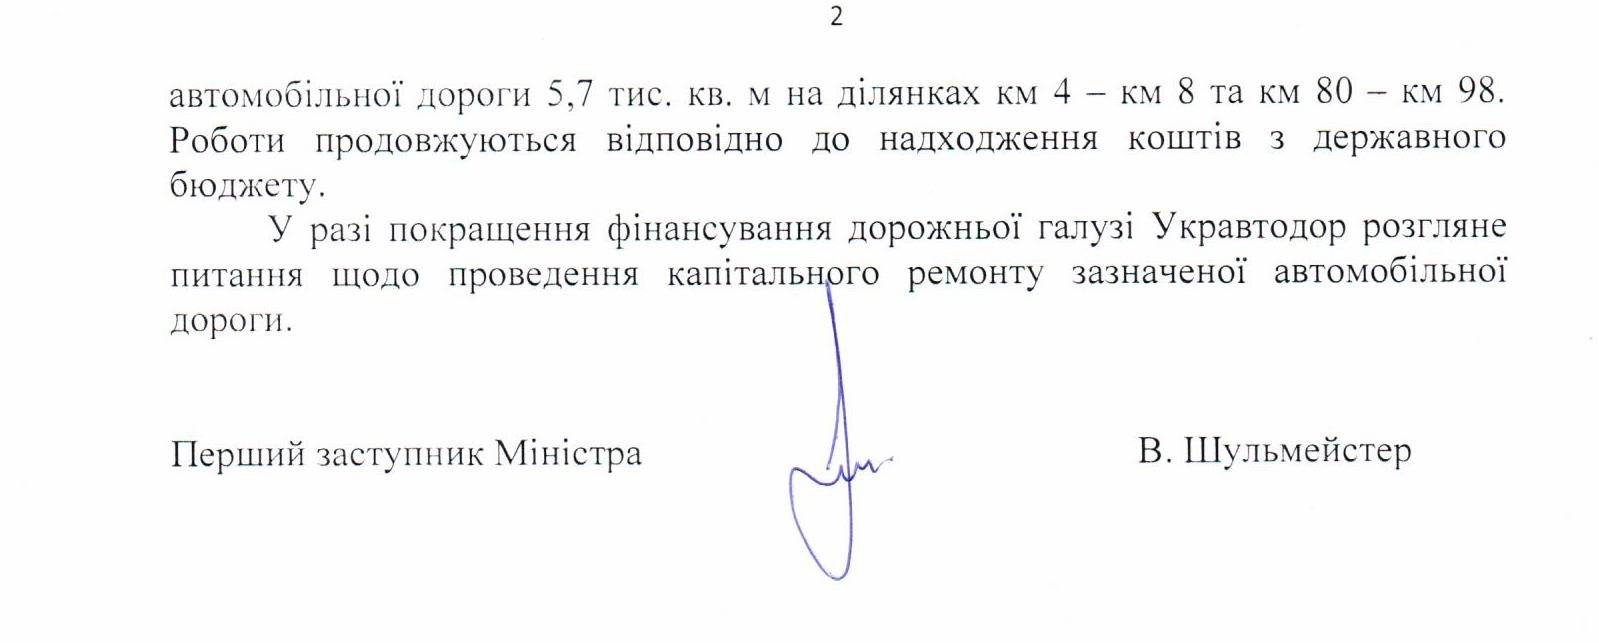 2
автомобільної дороги 5,7 тис. кв. м на ділянках км 4 – км 8 та км 80 – км 98.
Роботи продовжуються відповідно до надходження коштів з державного
бюджету.
У разі покращення фінансування дорожньої галузі Укравтодор розгляне
питання щодо проведення капітального ремонту зазначеної автомобільної
дороги.
Перший заступник Міністра В. Шульмейстер